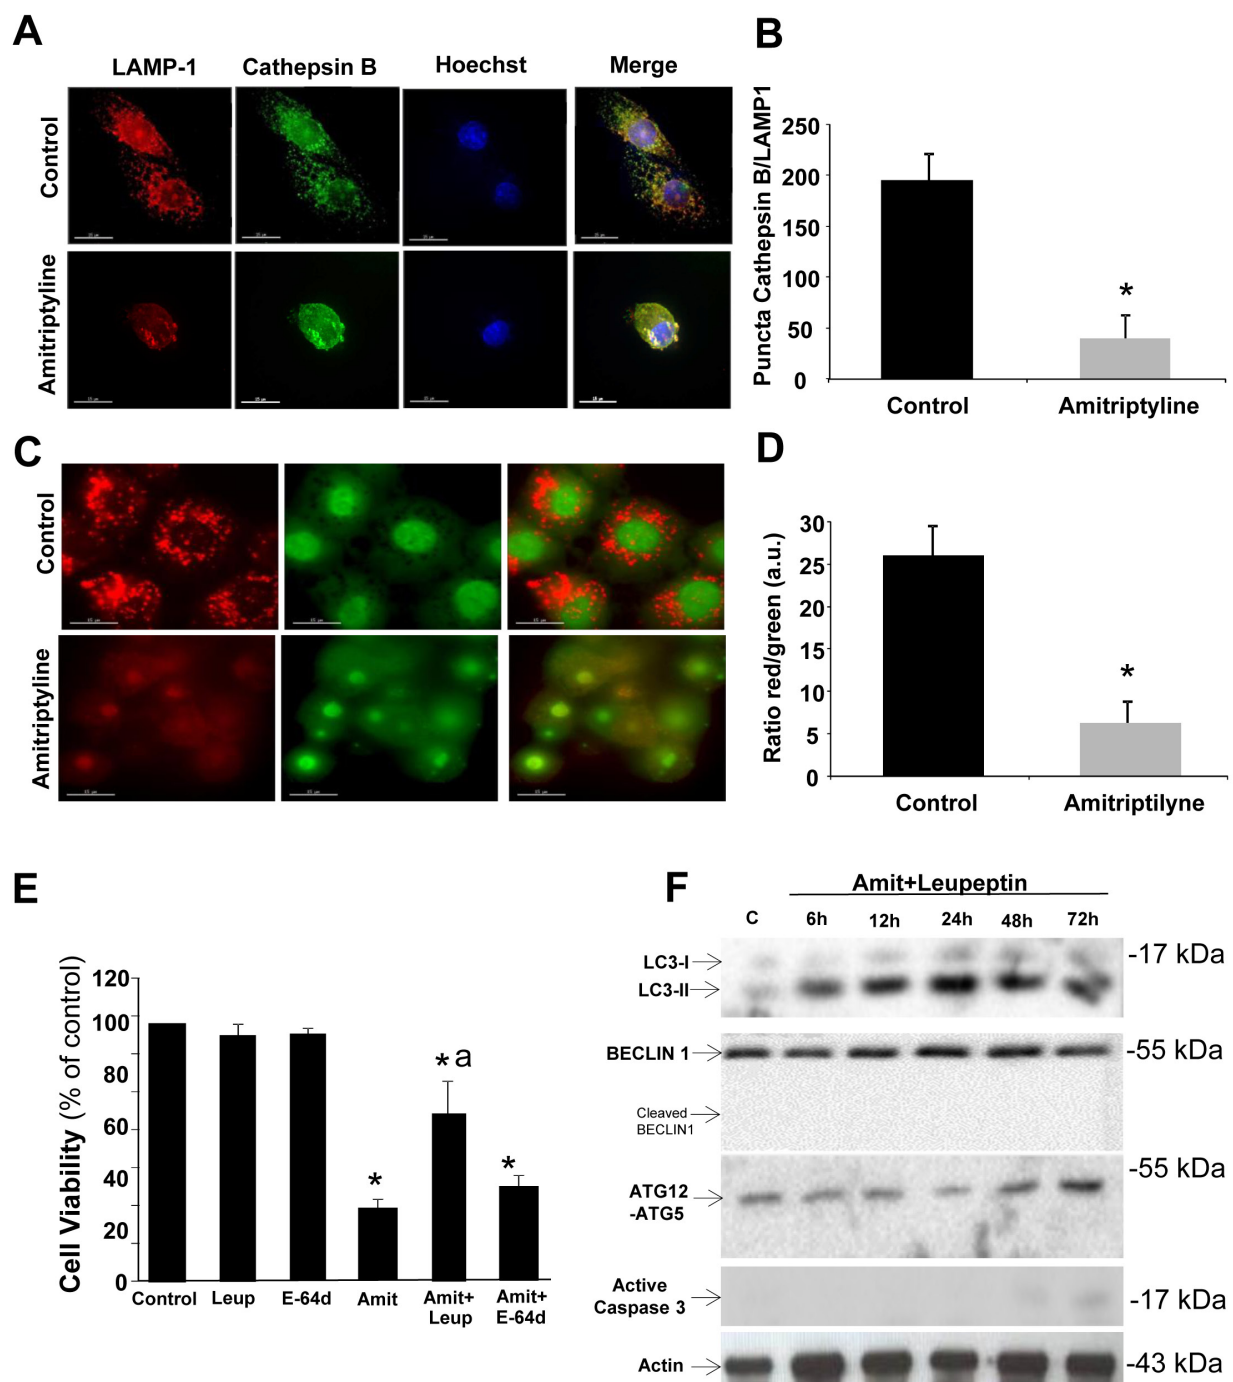 A
LAMP-1
Cathepsin B
Hoechst
Merge
Control
Amitriptyline
B
Puncta Cathepsin B/LAMP1
250
200
150
100
50
0
*
Control
Amitriptyline
C
Control
Amitriptyline
D
Ratio red/green (a.u.)
30
25
20
15
10
5
0
*
Control
Amitriptilyne
E
Cell Viability (% of control)
120
100
80
60
40
20
0
*
* a
*
Control
Leup
E-64d
Amit
Amit+
Leup
Amit+
E-64d
F
Amit+Leupeptin
C
6h
12h
24h
48h
72h
LC3-I
LC3-II
-17 kDa
BECLIN 1
-55 kDa
Cleaved
BECLIN1
ATG12
-ATG5
-55 kDa
Active
Caspase 3
-17 kDa
Actin
-43 kDa